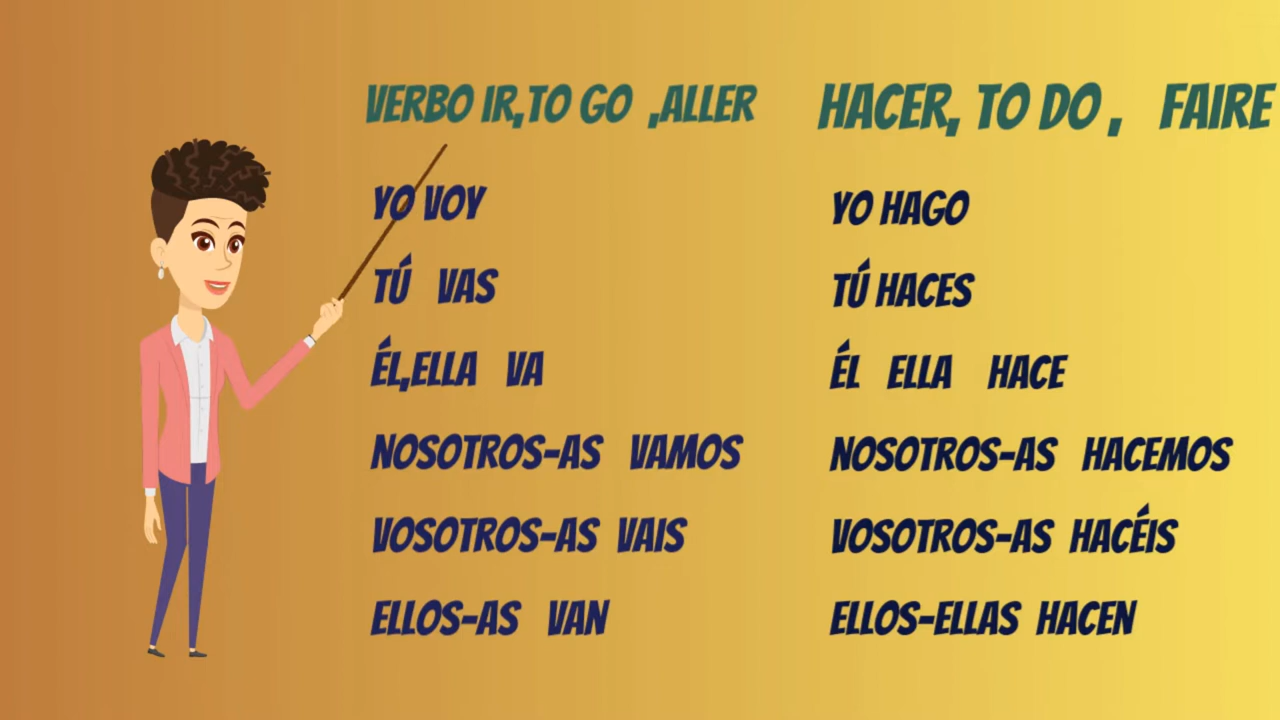 VERBO IR,TO GO ,ALLER
YO VOY
TÚ VAS
ÉL,ELLA VA
NOSOTROS-AS VAMOS
VOSOTROS-AS VAIS
ELLOS-AS VAN
HACER, TO DO , FAIRE
YO HAGO
TÚ HACES
ÉL ELLA HACE
NOSOTROS-AS HACEMOS
VOSOTROS-AS HACÉIS
ELLOS-ELLAS HACEN